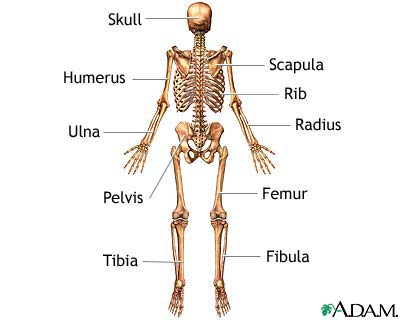 Skull
Scapula
Humerus
Rib
Ulna
Radius
Pelvis
Femur
Tibia
Fibula
A.D.A.M.